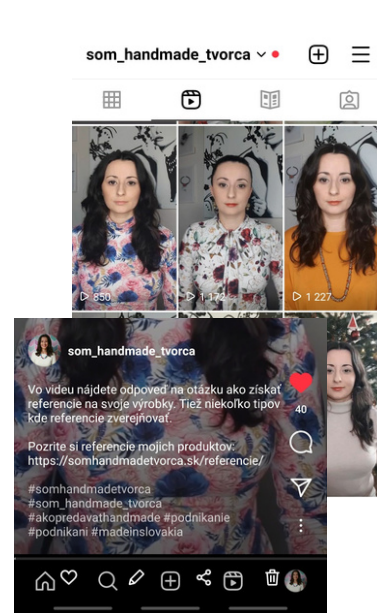 som_handmade_tvorca
850
1 172
1 227
som_handmade_tvorca
Vo videu nájdete odpoveď na otázku ako získať
referencie na svoje výrobky. Tiež niekoľko tipov
kde referencie zverejňovať.
40
Pozrite si referencie mojich produktov:
https://somhandmadetvorca.sk/referencie/
#somhandmadetvorca
#som_handmade_tvorca
#akopredavathandmade #podnikanie
#podnikani #madeinslovakia